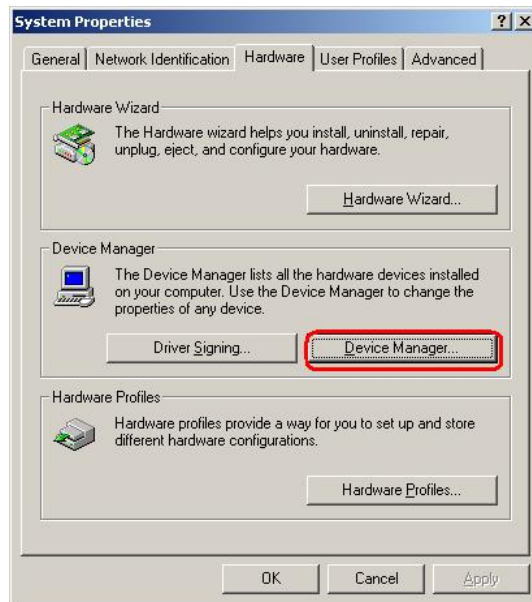 System Properties
General
Network Identification
Hardware
User Profiles
Advanced
Hardware Wizard
The Hardware wizard helps you install, uninstall, repair,
unplug, eject, and configure your hardware.
Hardware Wizard...
Device Manager
The Device Manager lists all the hardware devices installed
on your computer. Use the Device Manager to change the
properties of any device.
Driver Signing...
Device Manager...
Hardware Profiles
Hardware profiles provide a way for you to set up and store
different hardware configurations.
Hardware Profiles...
OK
Cancel
Apply